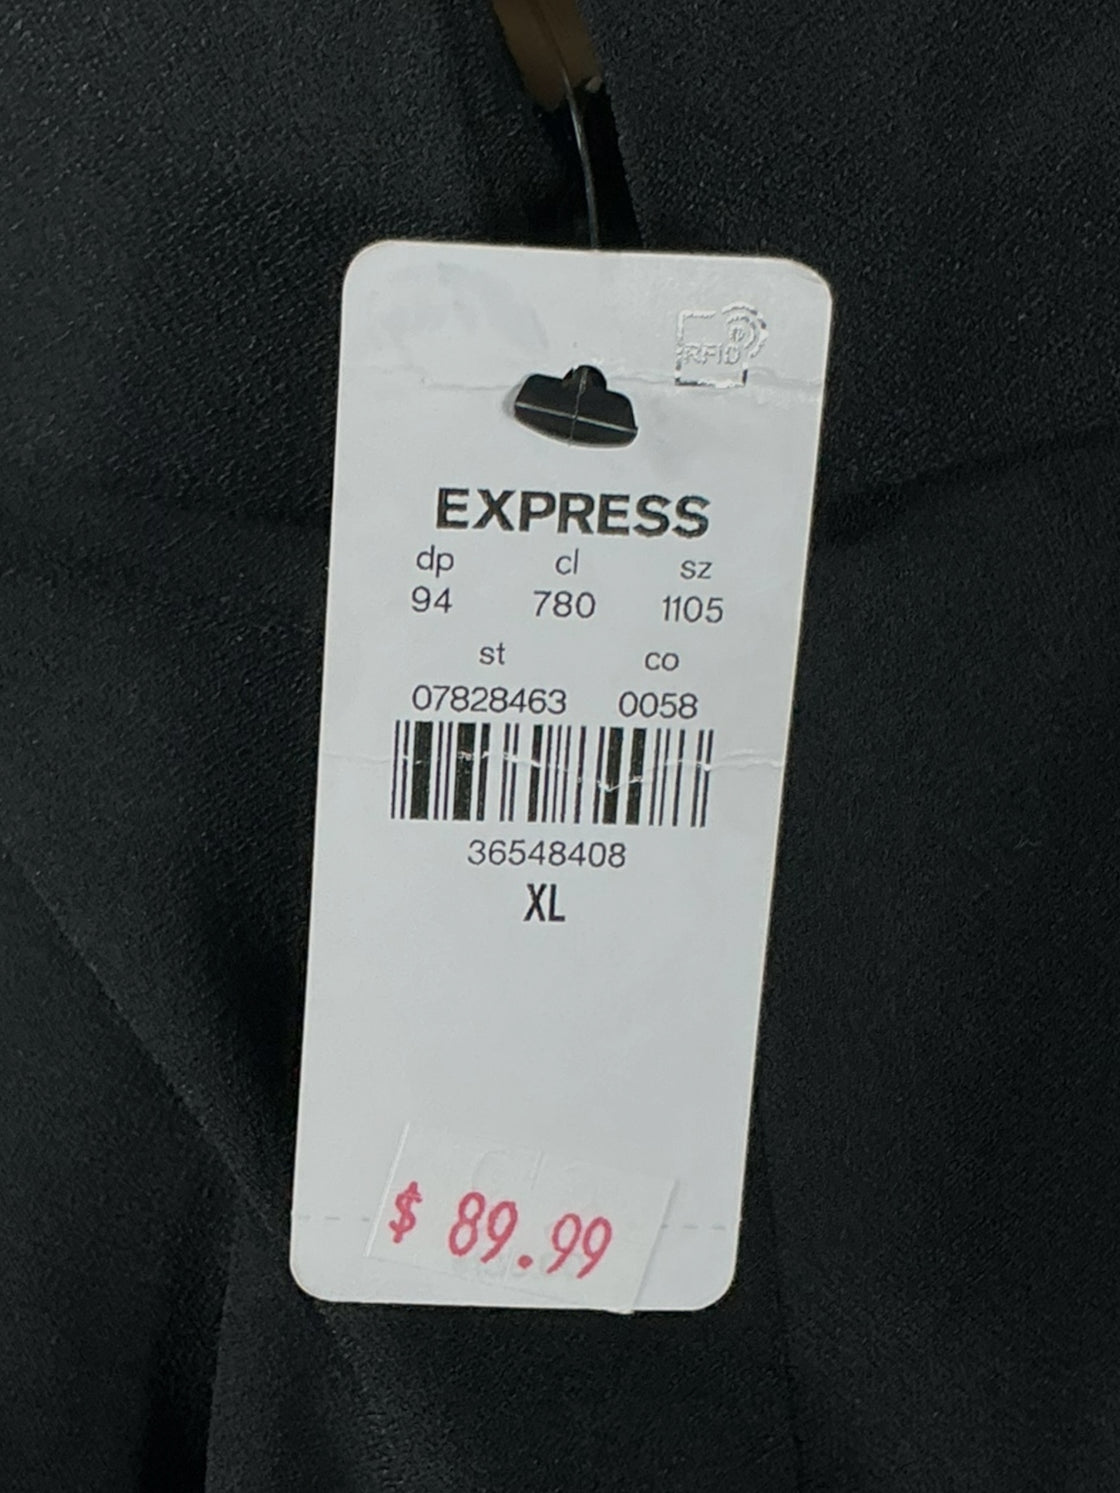 RFID
EXPRESS
dp cl sz
94 780 1105
st co
07828463 0058
36548408
XL
$ 89.99